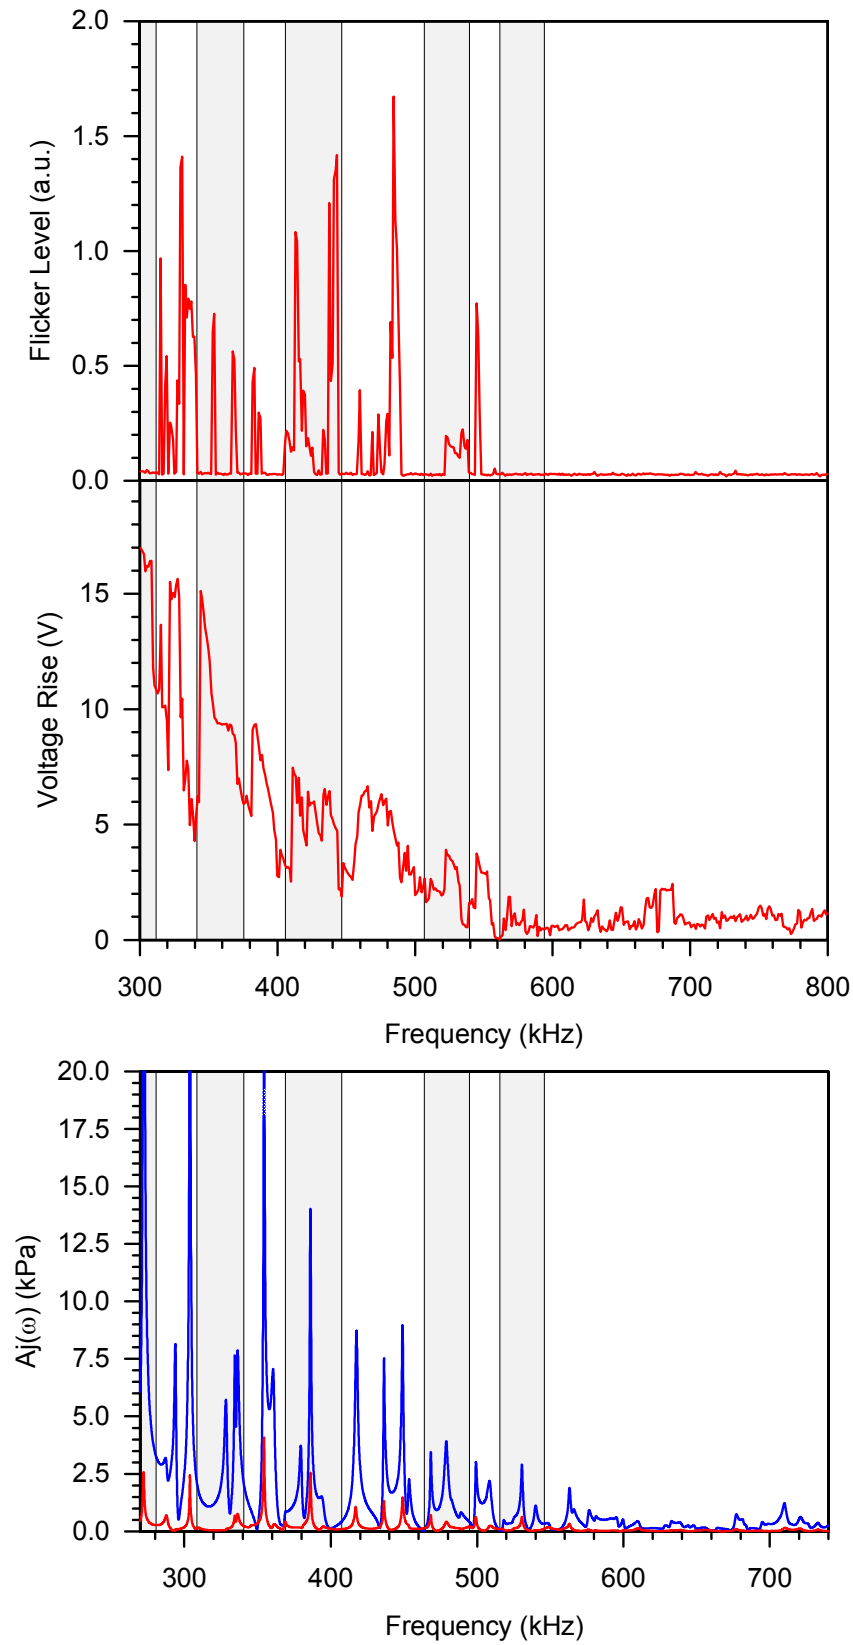 2.0
1.5
1.0
0.5
0.0
Flicker Level (a.u.)
15
10
5
0
Voltage Rise (V)
300 400 500 600 700 800
Frequency (kHz)
20.0
17.5
15.0
12.5
10.0
7.5
5.0
2.5
0.0
Aj(ω) (kPa)
300 400 500 600 700
Frequency (kHz)